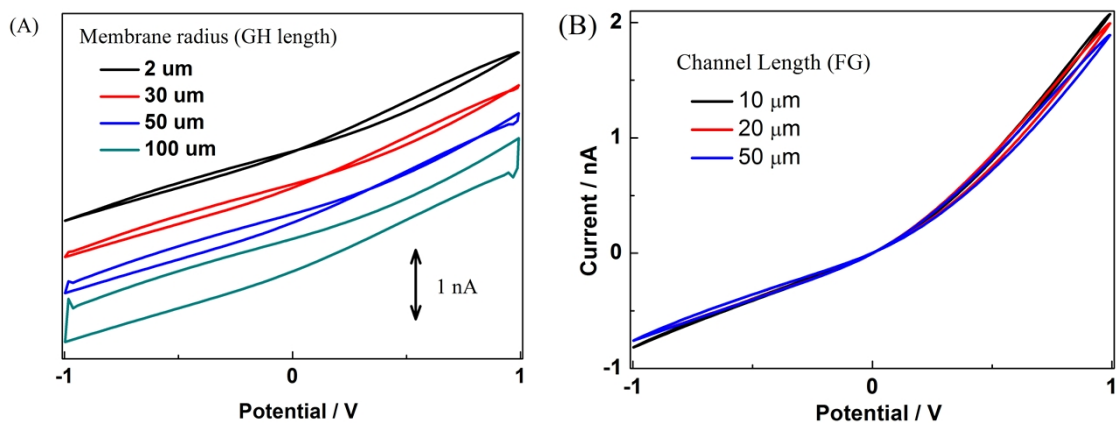 (A)
Membrane radius (GH length)
2 um
30 um
50 um
100 um
1 nA
-1
0
1
Potential / V
(B)
Channel Length (FG)
10 μm
20 μm
50 μm
Current / nA
2
1
0
-1
-1
0
1
Potential / V